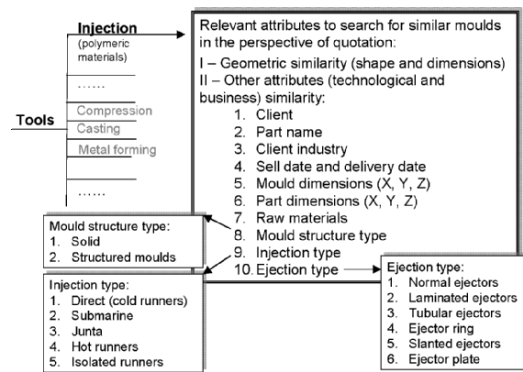 Tools
Injection
(polymeric
materials)
......
Compression
Casting
Metal forming
......
Relevant attributes to search for similar moulds
in the perspective of quotation:
I – Geometric similarity (shape and dimensions)
II – Other attributes (technological and
business) similarity:
1. Client
2. Part name
3. Client industry
4. Sell date and delivery date
5. Mould dimensions (X, Y, Z)
6. Part dimensions (X, Y, Z)
7. Raw materials
8. Mould structure type
9. Injection type
10. Ejection type
Mould structure type:
1. Solid
2. Structured moulds
Injection type:
1. Direct (cold runners)
2. Submarine
3. Junta
4. Hot runners
5. Isolated runners
Ejection type:
1. Normal ejectors
2. Laminated ejectors
3. Tubular ejectors
4. Ejector ring
5. Slanted ejectors
6. Ejector plate